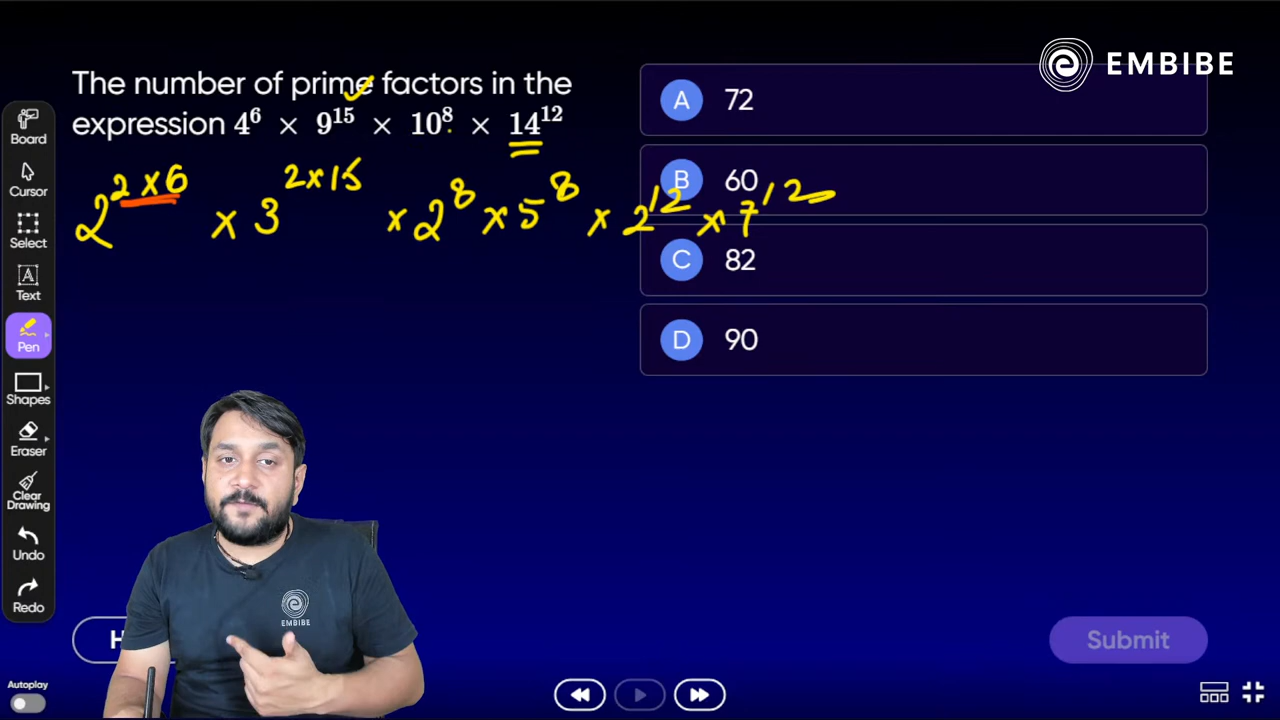 EMBIBE
The number of prime factors in the
expression 4⁶ × 9¹⁵ × 10⁸ × 14¹²
2^{2×6} × 3^{2×15} × 2⁸ × 5⁸ × 2¹² × 7¹²
A 72
B 60
C 82
D 90
Board
Cursor
Select
A
Text
Pen
Shapes
Eraser
Clear
Drawing
Undo
Redo
Autoplay
H
EMBIBE
Submit